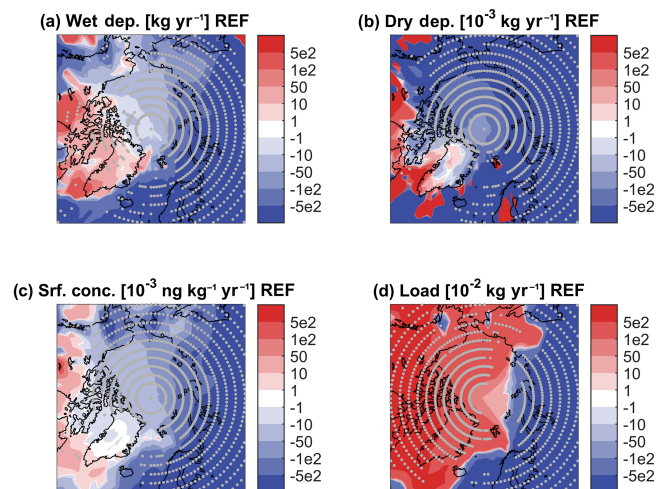 (a) Wet dep. [kg yr⁻¹] REF
5e2
1e2
50
10
1
-1
-10
-50
-1e2
-5e2
(b) Dry dep. [10⁻³ kg yr⁻¹] REF
5e2
1e2
50
10
1
-1
-10
-50
-1e2
-5e2
(c) Srf. conc. [10⁻³ ng kg⁻¹ yr⁻¹] REF
5e2
1e2
50
10
1
-1
-10
-50
-1e2
-5e2
(d) Load [10⁻² kg yr⁻¹] REF
5e2
1e2
50
10
1
-1
-10
-50
-1e2
-5e2